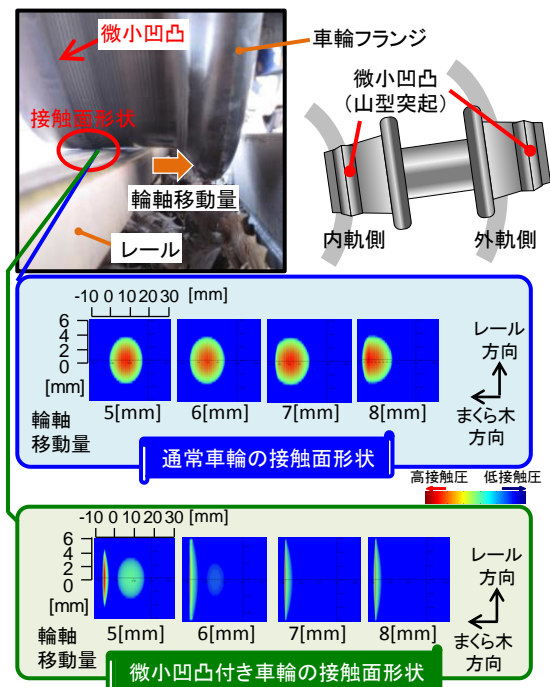 微小凹凸
車輪フランジ
接触面形状
輪軸移動量
レール
微小凹凸
(山型突起)
内軌側
外軌側
-10 0 10 20 30 [mm]
6
4
2
0
[mm]
レール
方向
まくら木
方向
輪軸
移動量
5[mm] 6[mm] 7[mm] 8[mm]
通常車輪の接触面形状
高接触圧 低接触圧
-10 0 10 20 30 [mm]
6
4
2
0
[mm]
レール
方向
まくら木
方向
輪軸
移動量
5[mm] 6[mm] 7[mm] 8[mm]
微小凹凸付き車輪の接触面形状